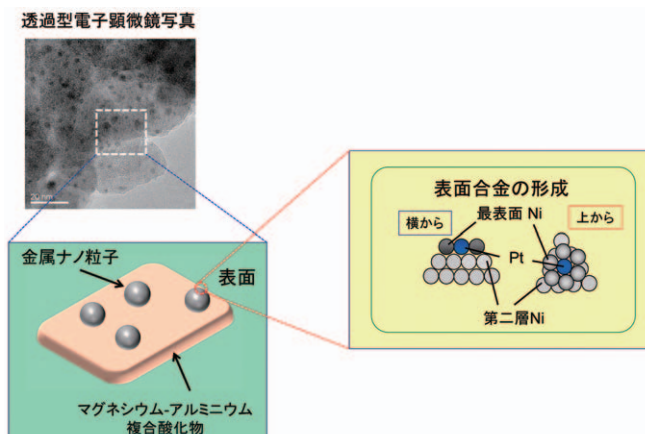 透過型電子顕微鏡写真
20 nm
金属ナノ粒子
表面
マグネシウム-アルミニウム
複合酸化物
表面合金の形成
横から
最表面 Ni
上から
Pt
第二層Ni